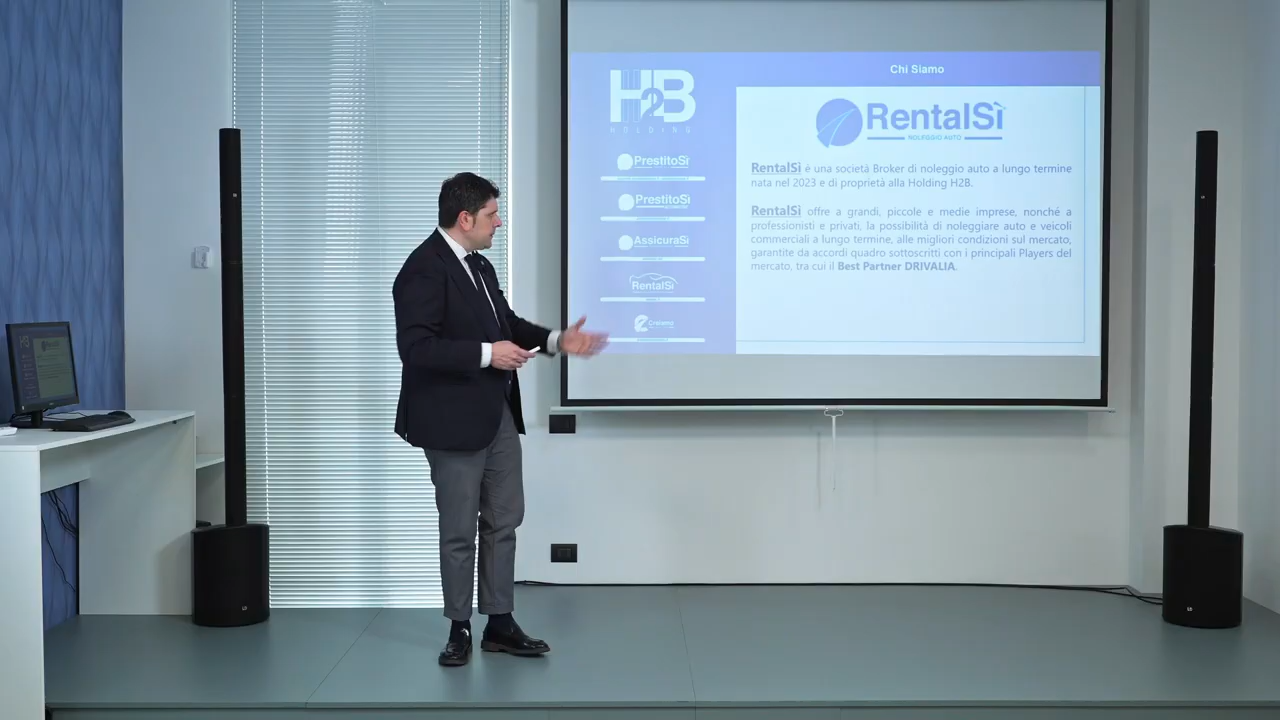 Chi Siamo
H2B
HOLDING
RentalSì
NOLEGGIO AUTO
PrestitoSì
PrestitoSì
AssicuraSì
RentalSì
Creiamo
RentalSì è una società Broker di noleggio auto a lungo termine
nata nel 2023 e di proprietà alla Holding H2B.
RentalSì offre a grandi, piccole e medie imprese, nonché a
professionisti e privati, la possibilità di noleggiare auto e veicoli
commerciali a lungo termine, alle migliori condizioni sul mercato,
garantite da accordi quadro sottoscritti con i principali Players del
mercato, tra cui il Best Partner DRIVALIA.